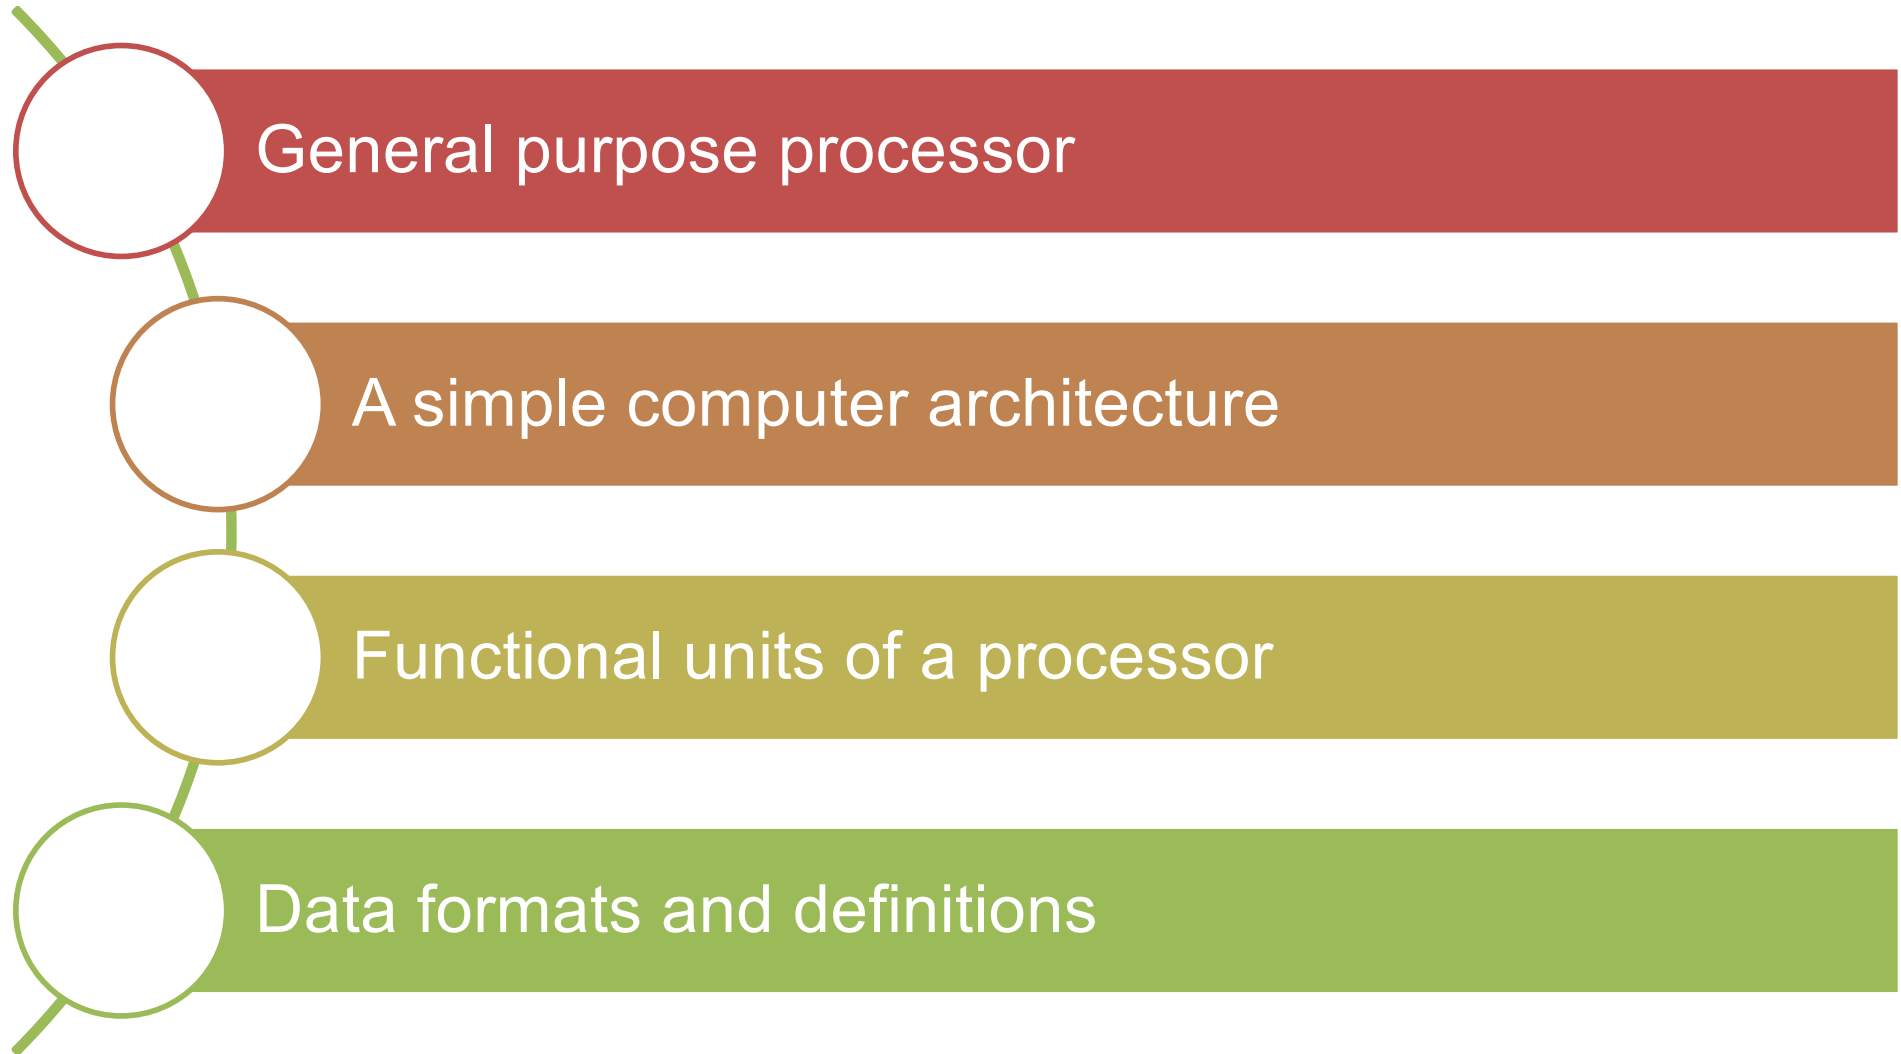 General purpose processor
A simple computer architecture
Functional units of a processor
Data formats and definitions